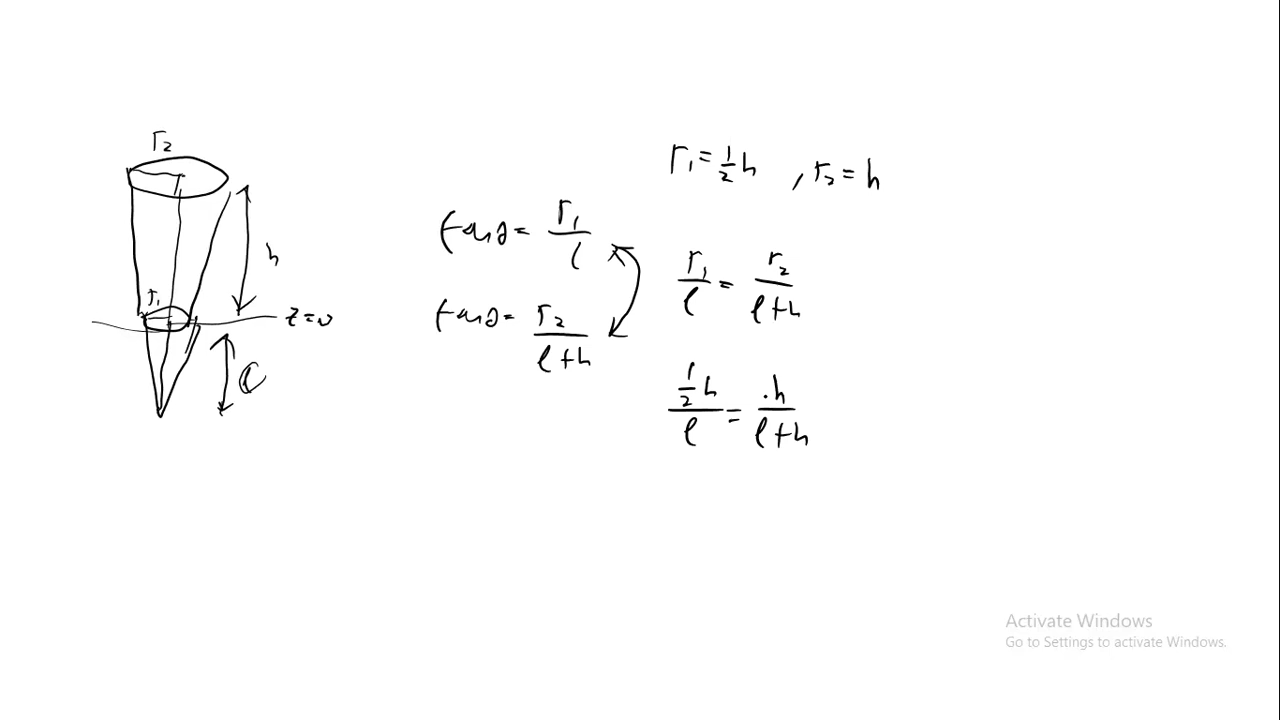 r₂
h
r₁
z=0
ℓ
tanθ = r₁/ℓ
tanθ = r₂/(ℓ+h)
r₁ = ½h , r₂ = h
r₁/ℓ = r₂/(ℓ+h)
½h/ℓ = .h/(ℓ+h)
Activate Windows
Go to Settings to activate Windows.